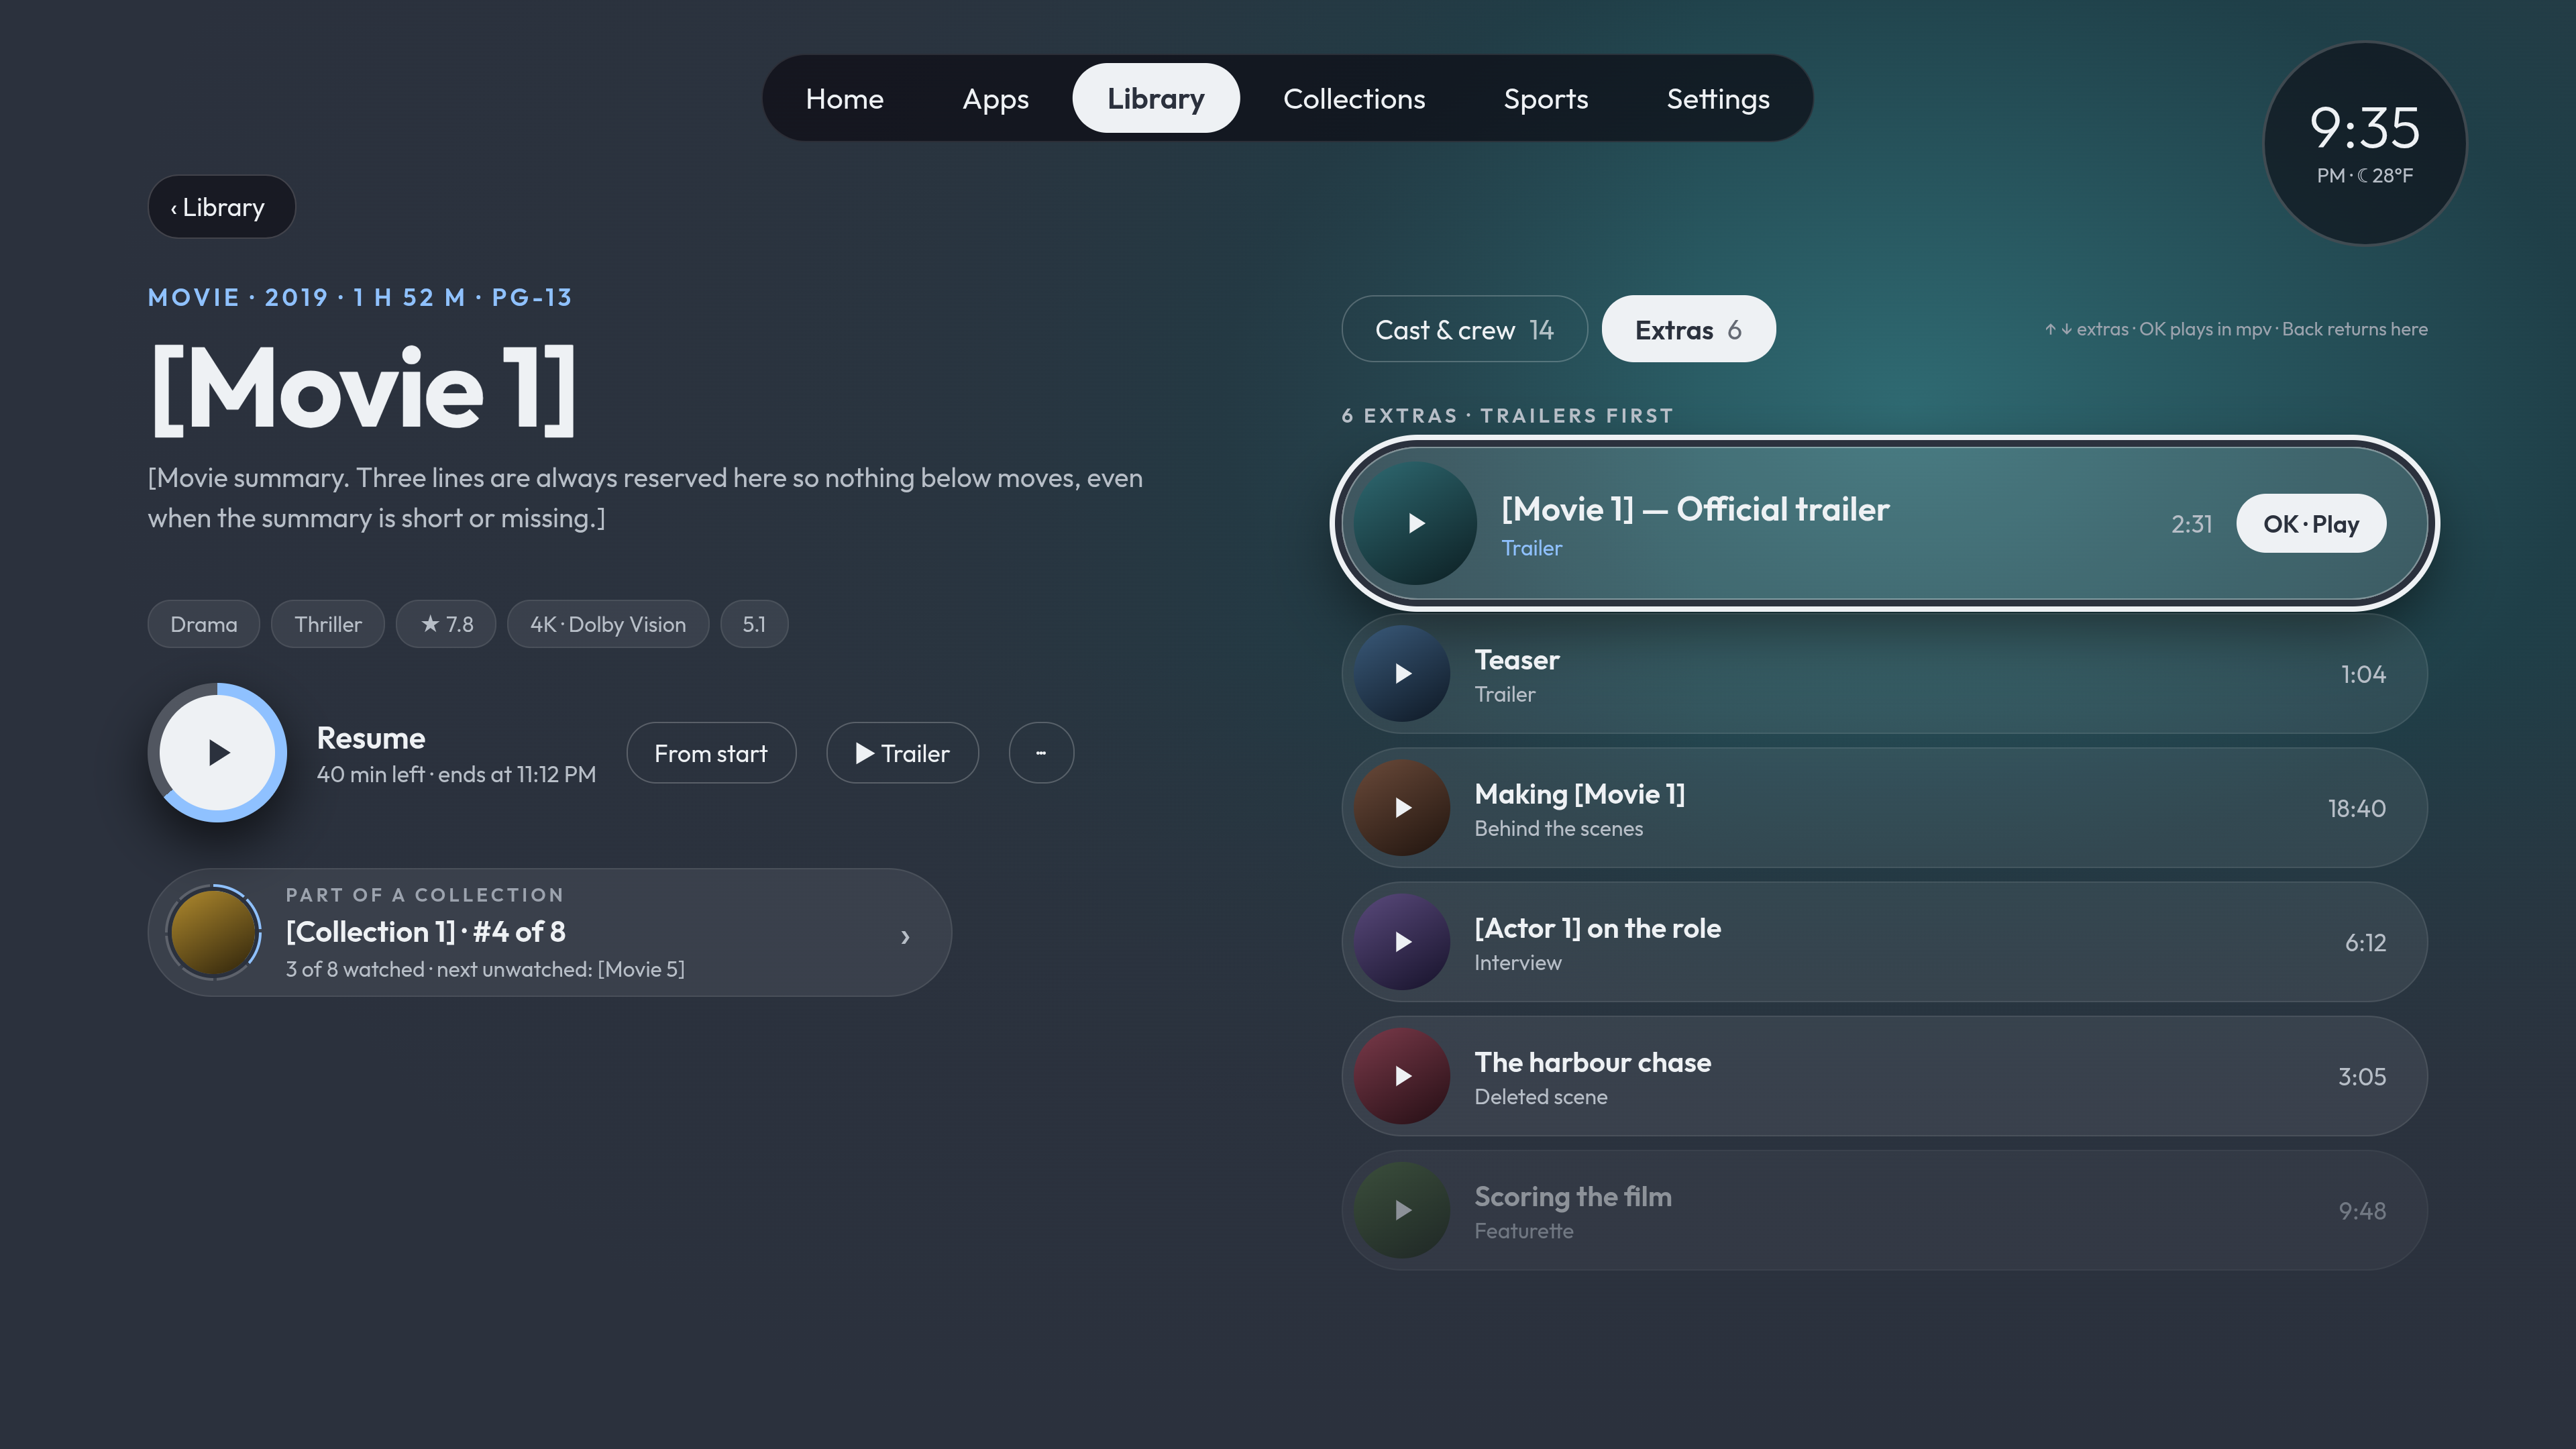 Home Apps Library Collections Sports Settings
9:35
PM · ☾ 28°F
‹ Library
MOVIE · 2019 · 1 H 52 M · PG-13
[Movie 1]
[Movie summary. Three lines are always reserved here so nothing below moves, even
when the summary is short or missing.]
Drama Thriller ★ 7.8 4K · Dolby Vision 5.1
Resume
40 min left · ends at 11:12 PM
From start ▶ Trailer ···
PART OF A COLLECTION
[Collection 1] · #4 of 8
3 of 8 watched · next unwatched: [Movie 5]
›
Cast & crew 14 Extras 6
↑ ↓ extras · OK plays in mpv · Back returns here
6 EXTRAS · TRAILERS FIRST
[Movie 1] — Official trailer
Trailer
2:31 OK · Play
Teaser
Trailer
1:04
Making [Movie 1]
Behind the scenes
18:40
[Actor 1] on the role
Interview
6:12
The harbour chase
Deleted scene
3:05
Scoring the film
Featurette
9:48